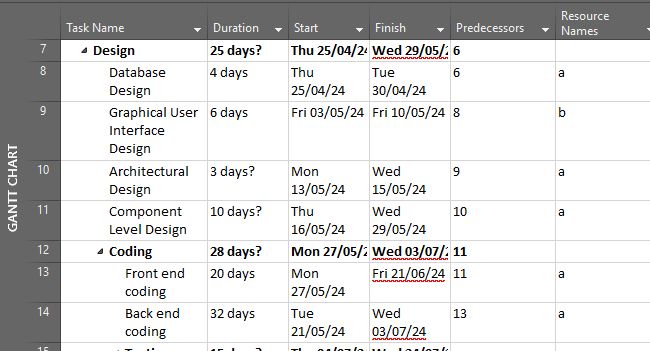 GANTT CHART
Task Name Duration Start Finish Predecessors Resource
Names
7 Design 25 days? Thu 25/04/24 Wed 29/05/2 6
8 Database 4 days Thu Tue 6 a
Design 25/04/24 30/04/24
9 Graphical User 6 days Fri 03/05/24 Fri 10/05/24 8 b
Interface
Design
10 Architectural 3 days? Mon Wed 9 a
Design 13/05/24 15/05/24
11 Component 10 days? Thu Wed 10 a
Level Design 16/05/24 29/05/24
12 Coding 28 days? Mon 27/05/2 Wed 03/07/ 11
13 Front end 20 days Mon Fri 21/06/24 11 a
coding 27/05/24
14 Back end 32 days Tue Wed 13 a
coding 21/05/24 03/07/24